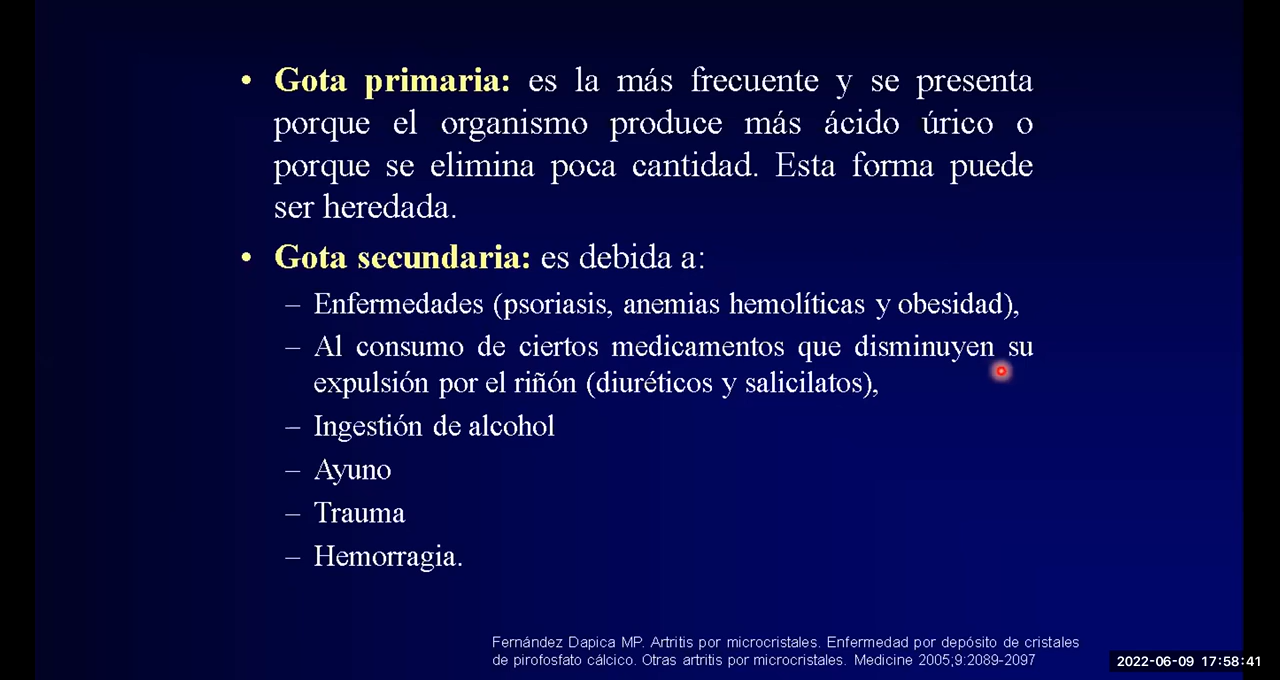 • Gota primaria: es la más frecuente y se presenta
porque el organismo produce más ácido úrico o
porque se elimina poca cantidad. Esta forma puede
ser heredada.
• Gota secundaria: es debida a:
– Enfermedades (psoriasis, anemias hemolíticas y obesidad),
– Al consumo de ciertos medicamentos que disminuyen su
expulsión por el riñón (diuréticos y salicilatos),
– Ingestión de alcohol
– Ayuno
– Trauma
– Hemorragia.
Fernández Dapica MP. Artritis por microcristales. Enfermedad por depósito de cristales
de pirofosfato cálcico. Otras artritis por microcristales. Medicine 2005;9:2089-2097
2022-06-09 17:58:41